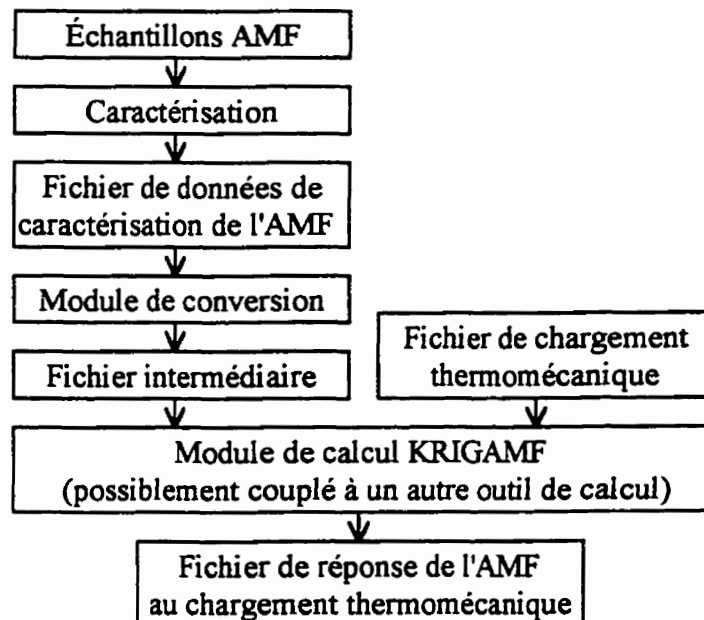 Échantillons AMF
Caractérisation
Fichier de données de
caractérisation de l'AMF
Module de conversion
Fichier intermédiaire
Fichier de chargement
thermomécanique
Module de calcul KRIGAMF
(possiblement couplé à un autre outil de calcul)
Fichier de réponse de l'AMF
au chargement thermomécanique